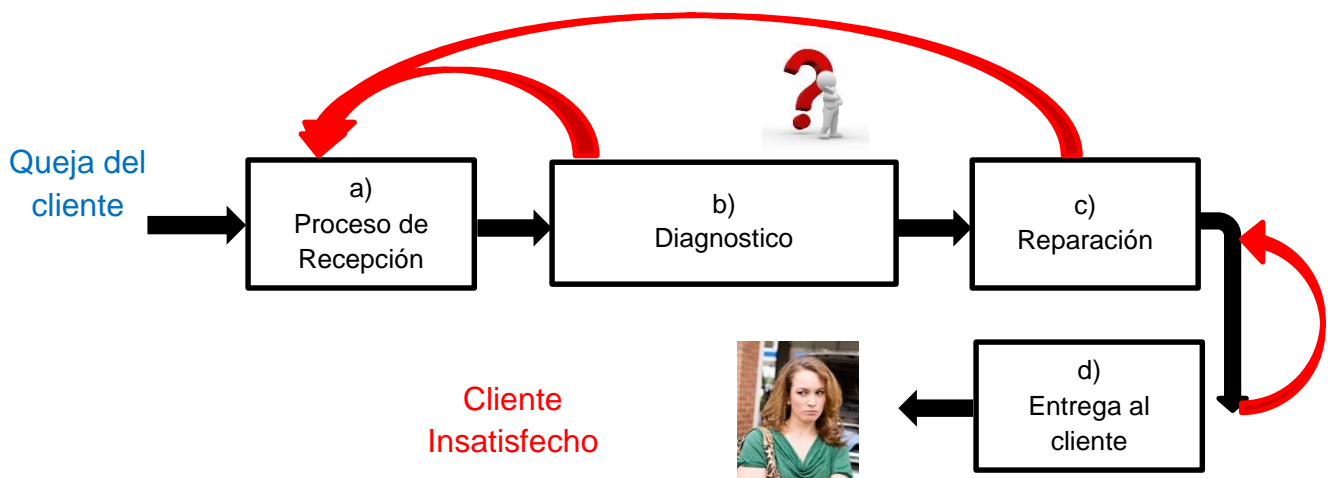 Queja del
cliente
a)
Proceso de
Recepción
b)
Diagnostico
c)
Reparación
d)
Entrega al
cliente
Cliente
Insatisfecho